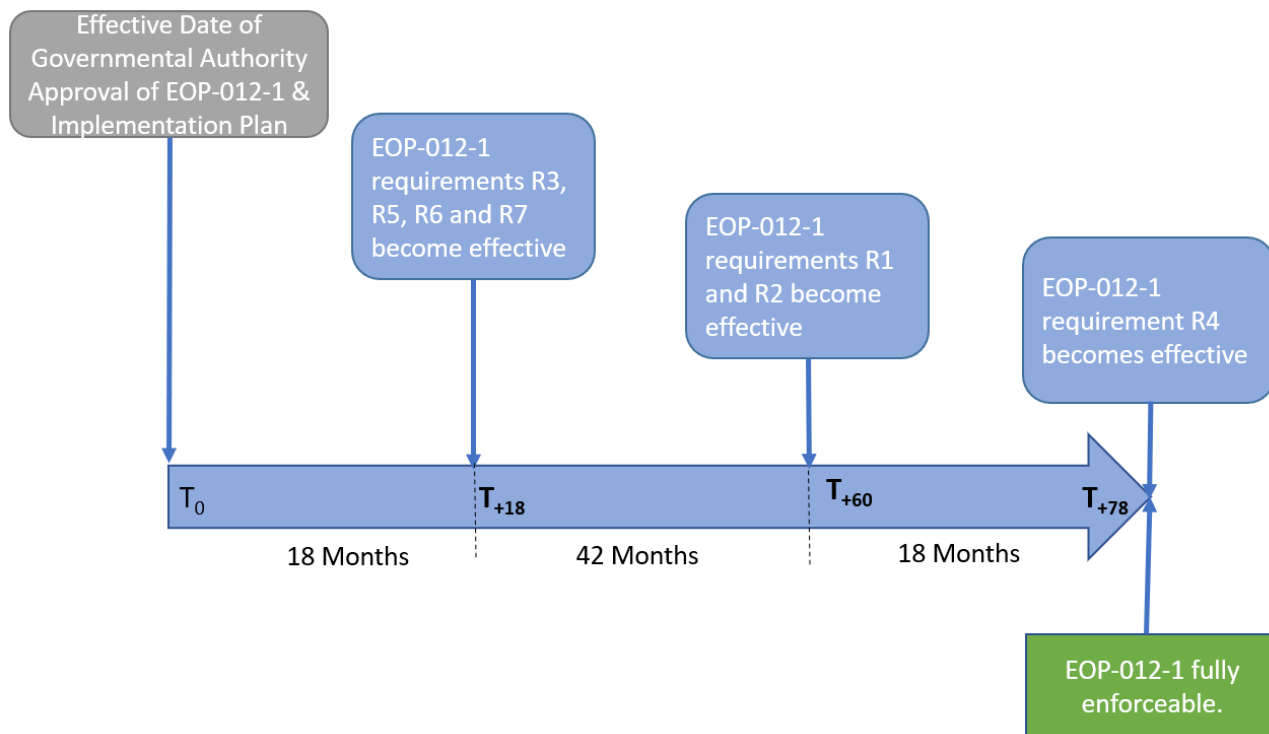 Effective Date of
Governmental Authority
Approval of EOP-012-1 &
Implementation Plan
EOP-012-1
requirements R3,
R5, R6 and R7
become effective
EOP-012-1
requirements R1
and R2 become
effective
EOP-012-1
requirement R4
becomes effective
T0
T+18
T+60
T+78
18 Months
42 Months
18 Months
EOP-012-1 fully
enforceable.